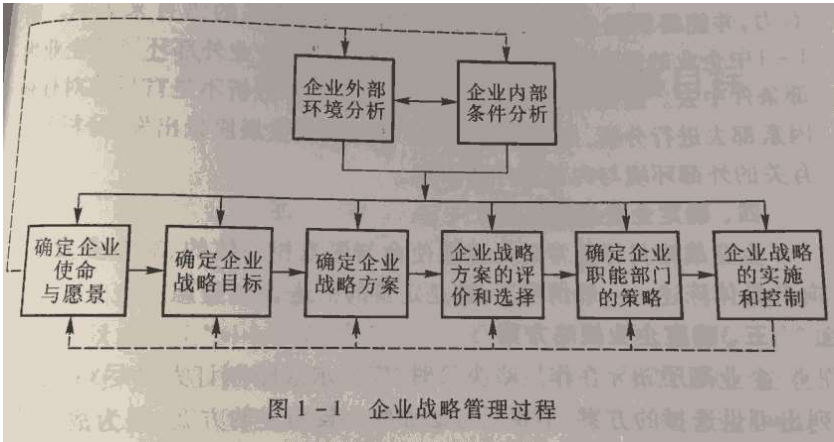 企业外部
环境分析
企业内部
条件分析
确定企业
使命
与愿景
确定企业
战略目标
确定企业
战略方案
企业战略
方案的评
价和选择
确定企业
职能部门
的策略
企业战略
的实施
和控制
图1-1 企业战略管理过程